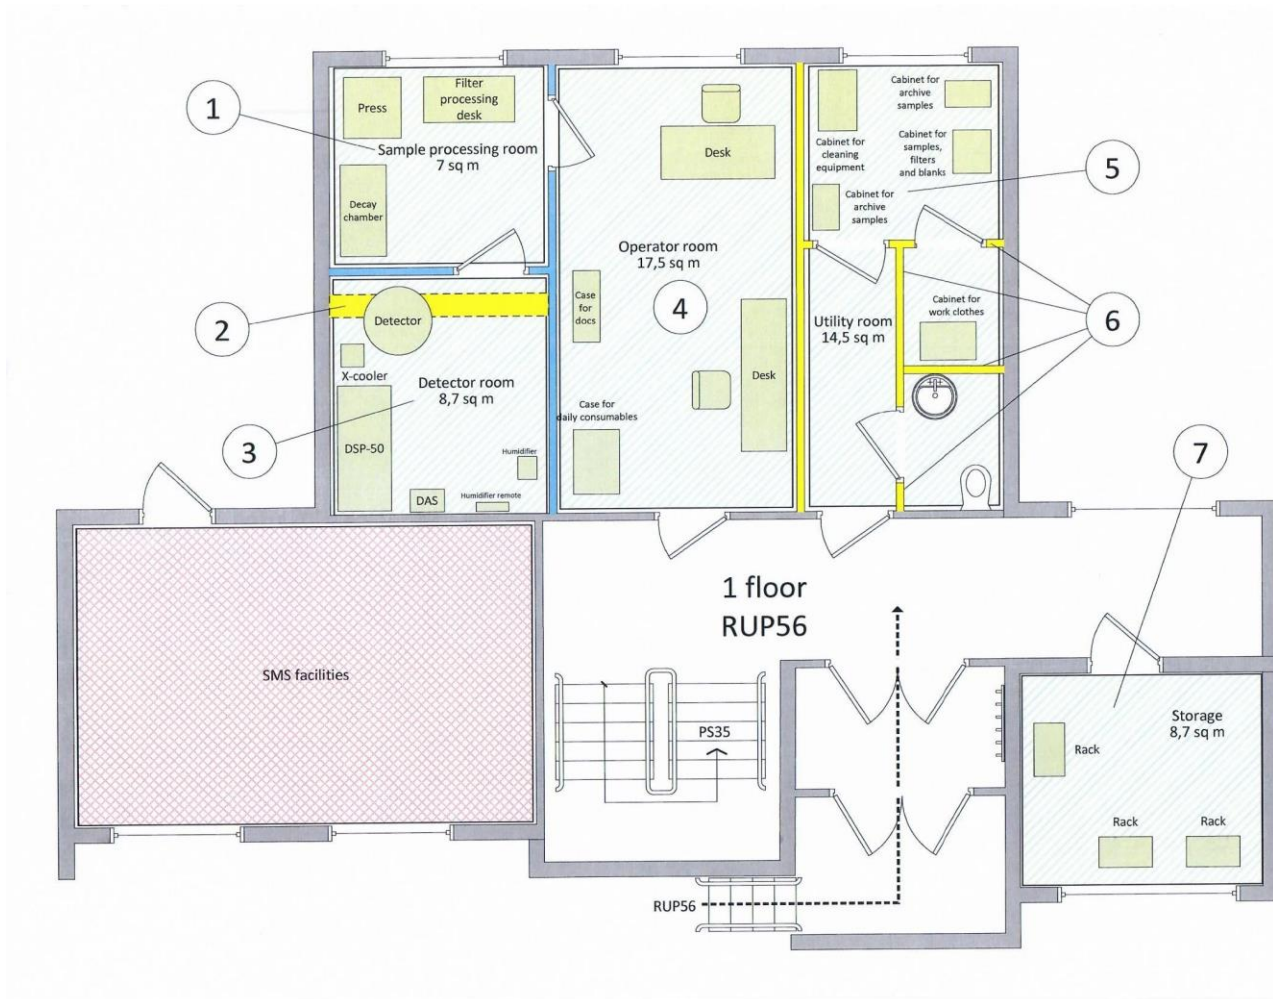 1
Press
Filter
processing
desk
Sample processing room
7 sq m
Decay
chamber
2
Detector
X-cooler
Detector room
8,7 sq m
3
DSP-50
DAS
Humidifier
Humidifier remote
Desk
Operator room
17,5 sq m
4
Case
for
docs
Desk
Case for
daily consumables
Cabinet for
archive
samples
Cabinet for
cleaning
equipment
Cabinet for
samples,
filters
and blanks
Cabinet for
archive
samples
5
Utility room
14,5 sq m
Cabinet for
work clothes
6
7
SMS facilities
1 floor
RUP56
PS35
RUP56
Storage
8,7 sq m
Rack
Rack
Rack